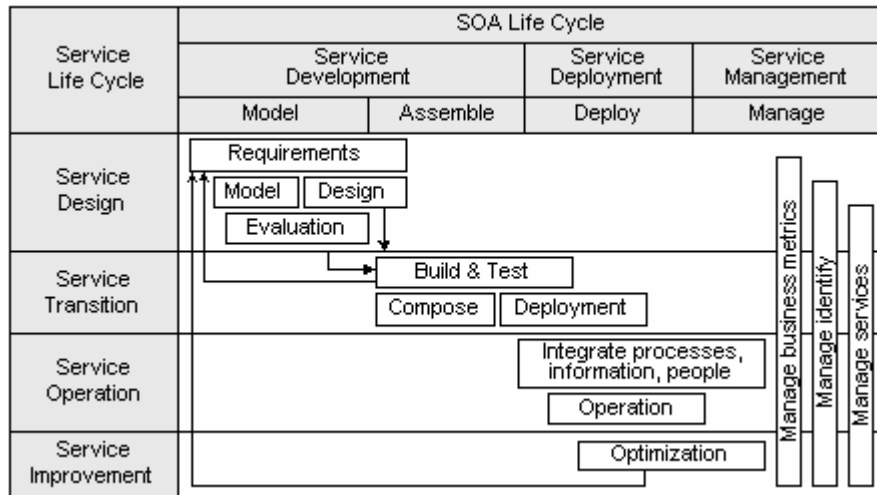 Service
Life Cycle
SOA Life Cycle
Service
Development
Service
Deployment
Service
Management
Model
Assemble
Deploy
Manage
Service
Design
Requirements
Model
Design
Evaluation
Service
Transition
Build & Test
Compose
Deployment
Service
Operation
Integrate processes,
information, people
Operation
Service
Improvement
Optimization
Manage business metrics
Manage identify
Manage services